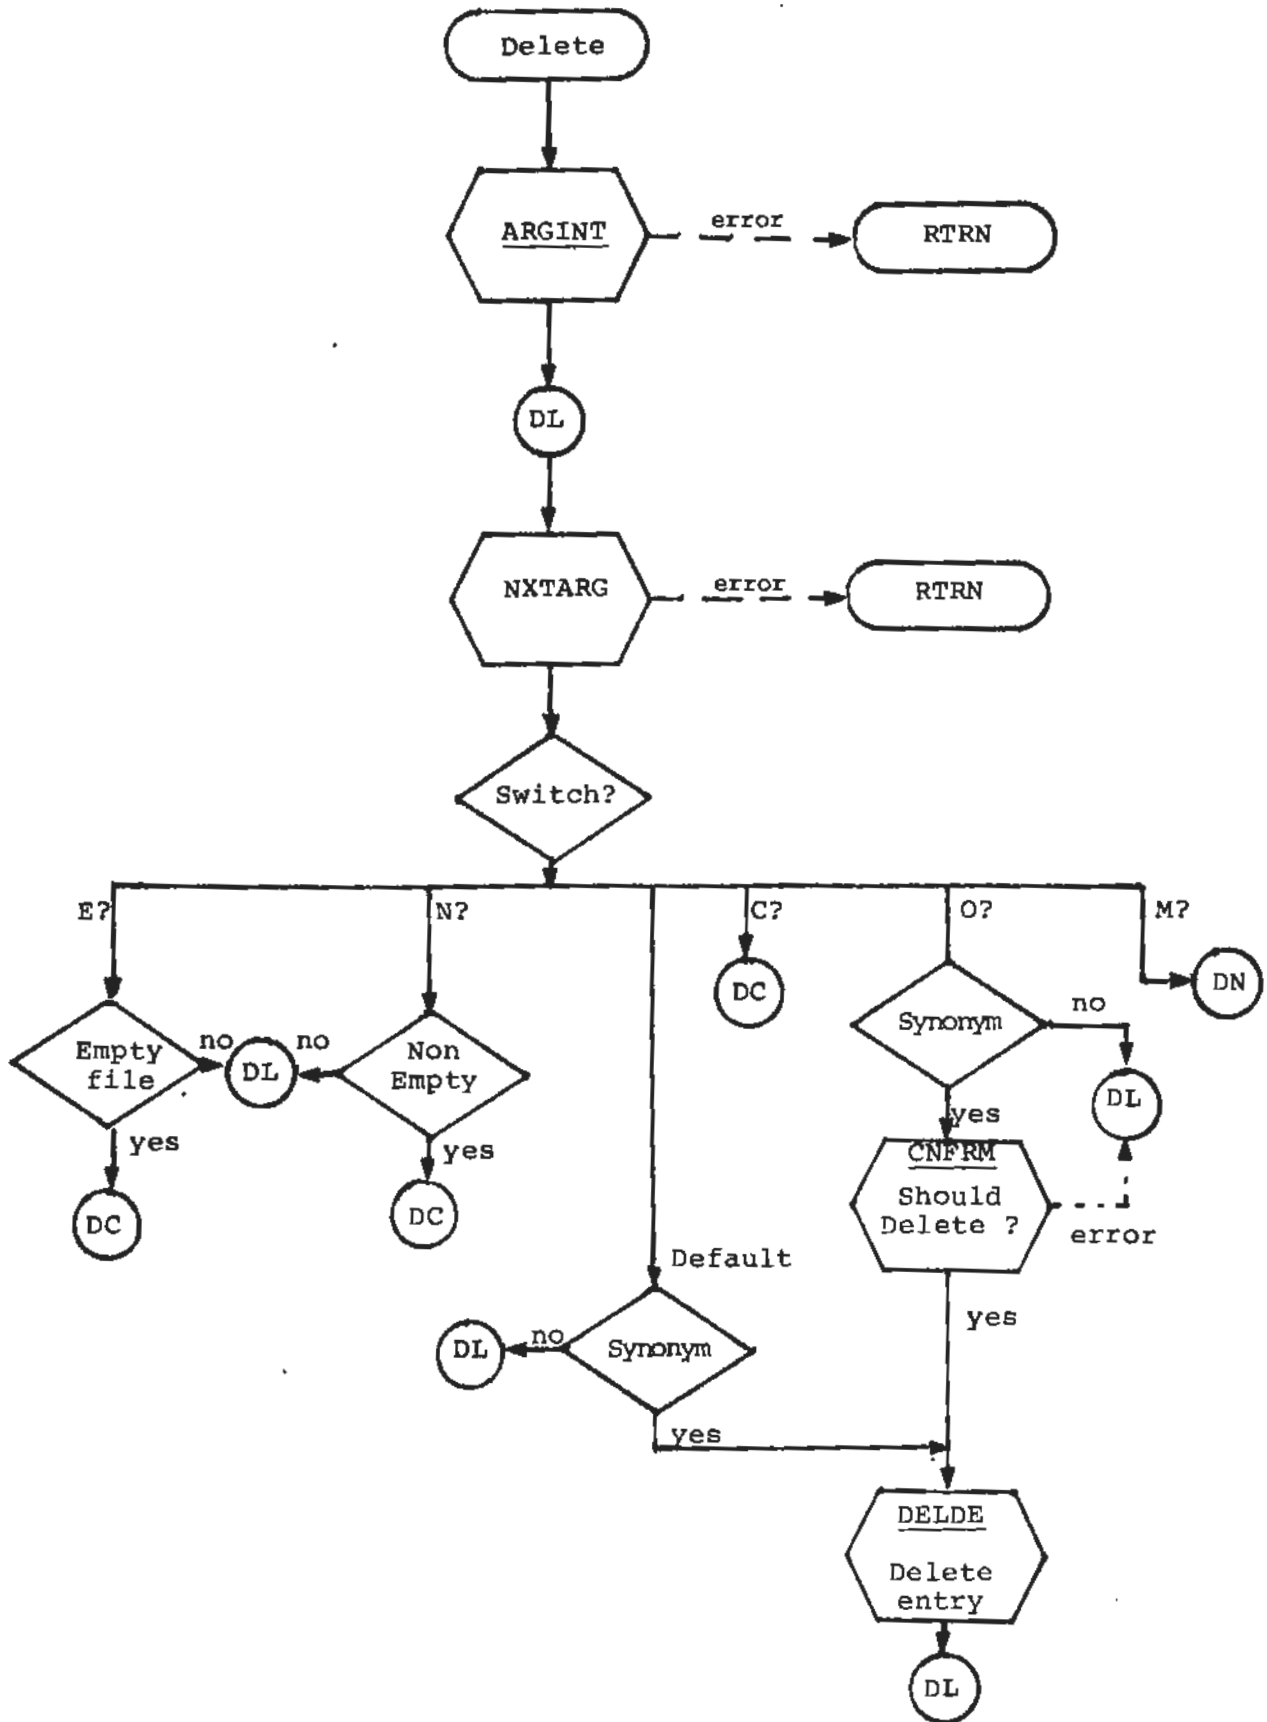 Delete
ARGINT
error
RTRN
DL
NXTARG
error
RTRN
Switch?
E?
N?
C?
O?
M?
DC
DN
Empty
file
no
DL
no
Non
Empty
Synonym
no
DL
yes
DC
yes
DC
yes
CNFRM
Should
Delete ?
error
Default
yes
DL
no
Synonym
yes
DELDE
Delete
entry
DL